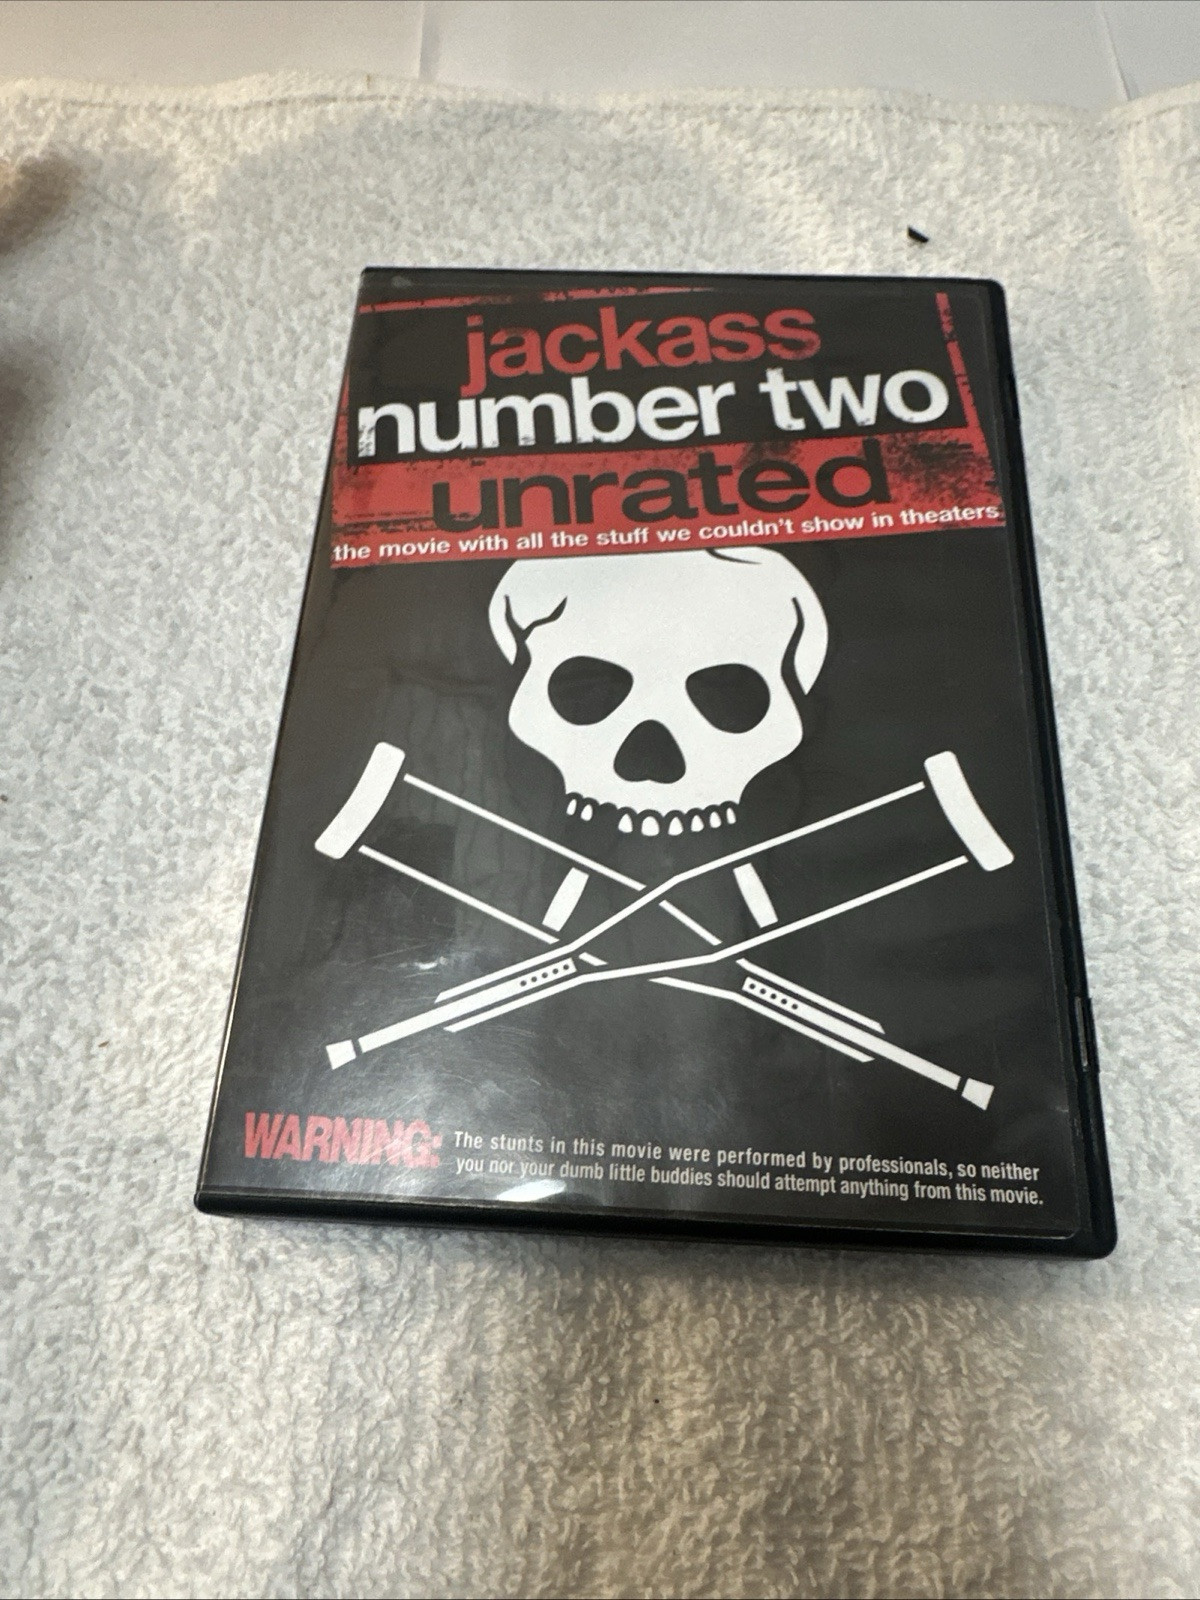 jackass
number two
unrated
the movie with all the stuff we couldn't show in theaters
WARNING: The stunts in this movie were performed by professionals, so neither
you nor your dumb little buddies should attempt anything from this movie.